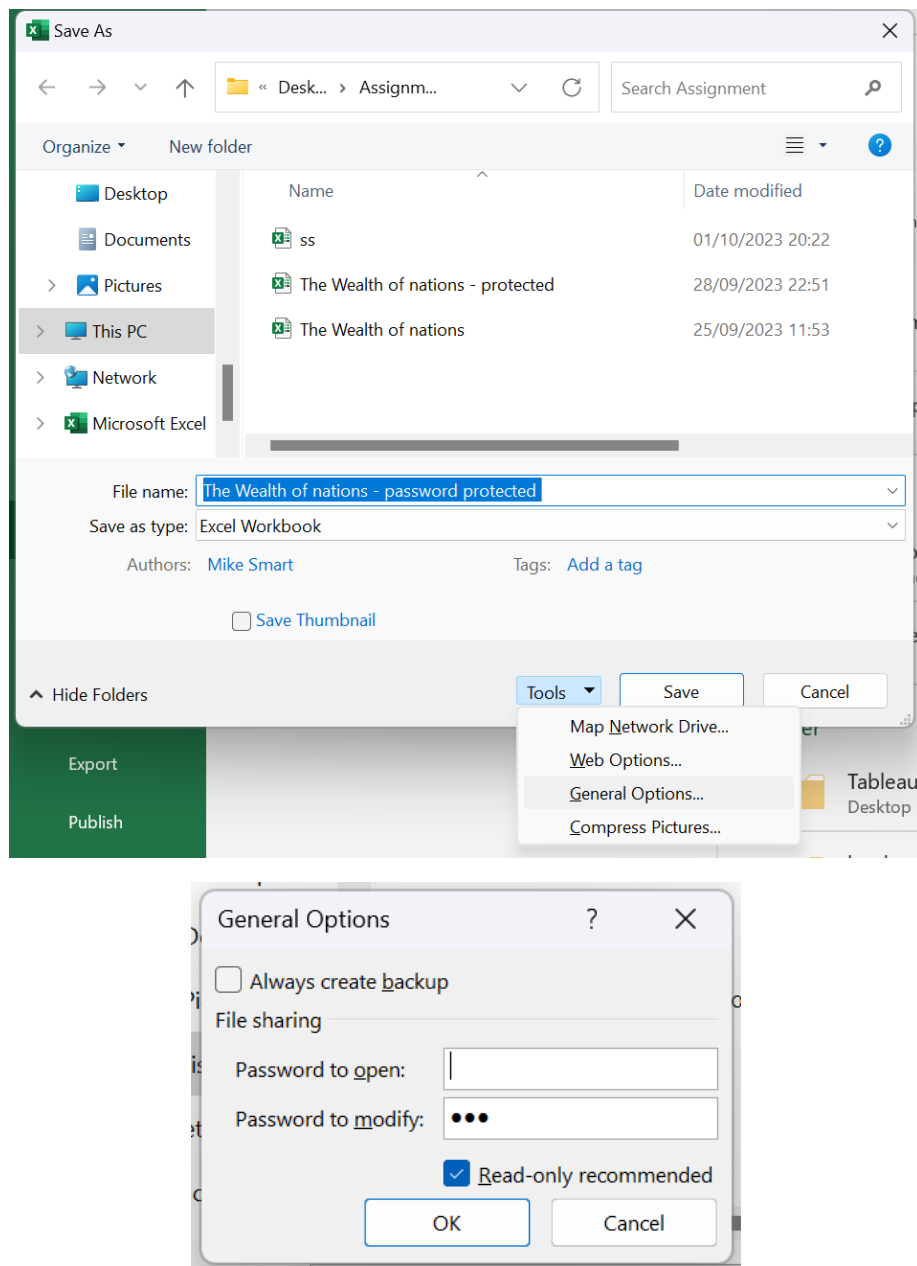 Save As
« Desk... › Assignm...
Search Assignment
Organize
New folder
?
Name
Date modified
Desktop
Documents
Pictures
This PC
Network
Microsoft Excel
ss
01/10/2023 20:22
The Wealth of nations - protected
28/09/2023 22:51
The Wealth of nations
25/09/2023 11:53
File name: The Wealth of nations - password protected
Save as type: Excel Workbook
Authors: Mike Smart
Tags: Add a tag
Save Thumbnail
Hide Folders
Tools
Save
Cancel
Map Network Drive...
Web Options...
General Options...
Compress Pictures...
Export
Publish
Tableau
Desktop
General Options
?
Always create backup
File sharing
Password to open:
Password to modify: •••
Read-only recommended
OK
Cancel